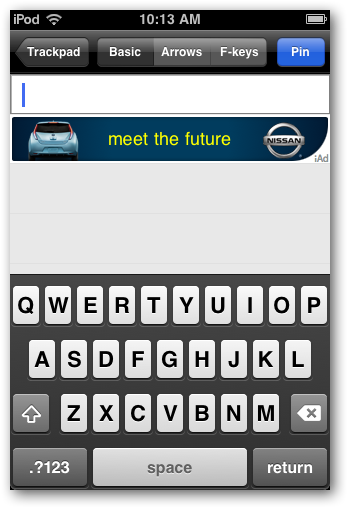 iPod 10:13 AM
Trackpad Basic Arrows F-keys Pin
meet the future NISSAN
iAd
Q W E R T Y U I O P
A S D F G H J K L
Z X C V B N M
.?123 space return